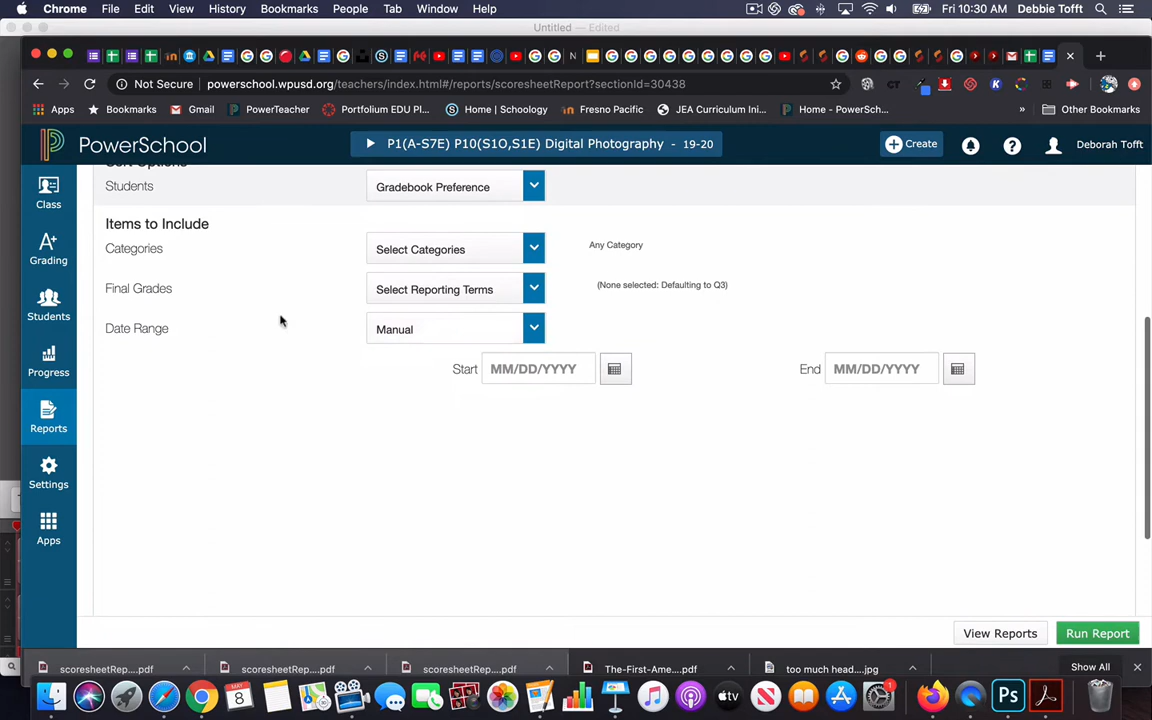 Chrome File Edit View History Bookmarks People Tab Window Help Fri 10:30 AM Debbie Tofft
Untitled — Edited
Not Secure powerschool.wpusd.org/teachers/index.html#/reports/scoresheetReport?sectionId=30438
Apps Bookmarks Gmail PowerTeacher Portfolium EDU Pl... Home | Schoology Fresno Pacific JEA Curriculum Ini... Home - PowerSch... » Other Bookmarks
PowerSchool P1(A-S7E) P10(S1O,S1E) Digital Photography - 19-20 Create Deborah Tofft
Class
Grading
Students
Progress
Reports
Settings
Apps
Sort Options
Students Gradebook Preference
Items to Include
Categories Select Categories Any Category
Final Grades Select Reporting Terms (None selected: Defaulting to Q3)
Date Range Manual
Start MM/DD/YYYY End MM/DD/YYYY
View Reports Run Report
scoresheetRep....pdf scoresheetRep....pdf scoresheetRep....pdf The-First-Ame....pdf too much head....jpg Show All